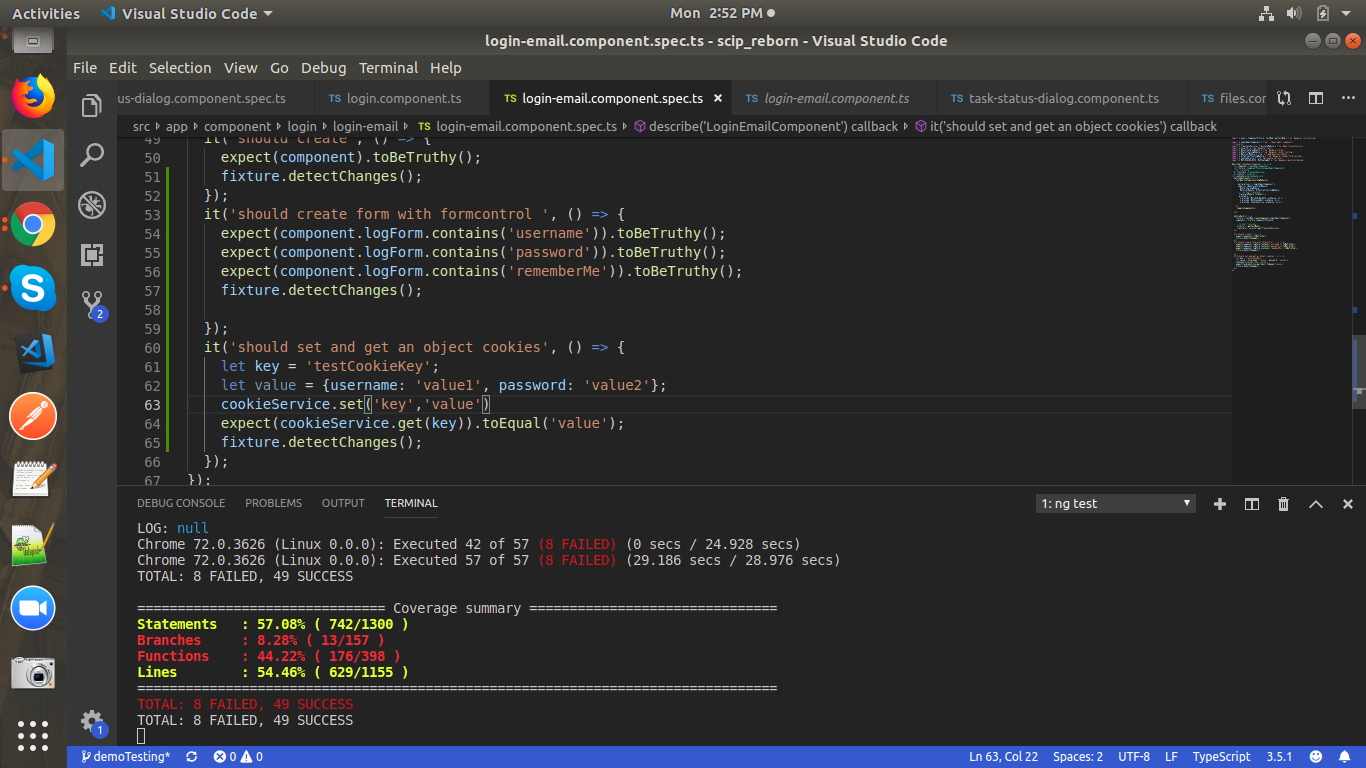 Activities Visual Studio Code Mon 2:52 PM
login-email.component.spec.ts - scip_reborn - Visual Studio Code
File Edit Selection View Go Debug Terminal Help
us-dialog.component.spec.ts TS login.component.ts TS login-email.component.spec.ts TS login-email.component.ts TS task-status-dialog.component.ts TS files.cor
src app component login login-email TS login-email.component.spec.ts describe('LoginEmailComponent') callback it('should set and get an object cookies') callback
49 it('should create', () => {
50 expect(component).toBeTruthy();
51 fixture.detectChanges();
52 });
53 it('should create form with formcontrol ', () => {
54 expect(component.logForm.contains('username')).toBeTruthy();
55 expect(component.logForm.contains('password')).toBeTruthy();
56 expect(component.logForm.contains('rememberMe')).toBeTruthy();
57 fixture.detectChanges();
58
59 });
60 it('should set and get an object cookies', () => {
61 let key = 'testCookieKey';
62 let value = {username: 'value1', password: 'value2'};
63 cookieService.set('key','value')
64 expect(cookieService.get(key)).toEqual('value');
65 fixture.detectChanges();
66 });
67 });
2
DEBUG CONSOLE PROBLEMS OUTPUT TERMINAL 1: ng test
LOG: null
Chrome 72.0.3626 (Linux 0.0.0): Executed 42 of 57 (8 FAILED) (0 secs / 24.928 secs)
Chrome 72.0.3626 (Linux 0.0.0): Executed 57 of 57 (8 FAILED) (29.186 secs / 28.976 secs)
TOTAL: 8 FAILED, 49 SUCCESS
=============================== Coverage summary ===============================
Statements : 57.08% ( 742/1300 )
Branches : 8.28% ( 13/157 )
Functions : 44.22% ( 176/398 )
Lines : 54.46% ( 629/1155 )
================================================================================
TOTAL: 8 FAILED, 49 SUCCESS
TOTAL: 8 FAILED, 49 SUCCESS
1
demoTesting* 0 0 Ln 63, Col 22 Spaces: 2 UTF-8 LF TypeScript 3.5.1